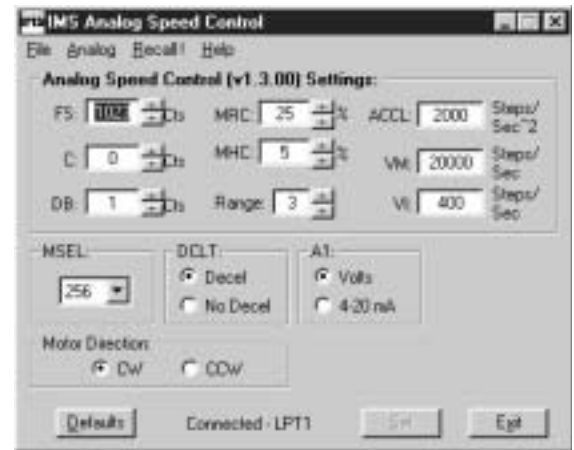 IMS Analog Speed Control
File Analog Recall! Help
Analog Speed Control (v1.3.00) Settings:
FS: Cts MRC: 25 % ACCL: 2000 Steps/Sec^2
C: 0 Cts MHC: 5 % VM: 20000 Steps/Sec
DB: 1 Cts Range: 3 VI: 400 Steps/Sec
MSEL: DCLT: A1:
256 Decel Volts
No Decel 4-20 mA
Motor Direction:
CW CCW
Defaults Connected - LPT1 Set Exit